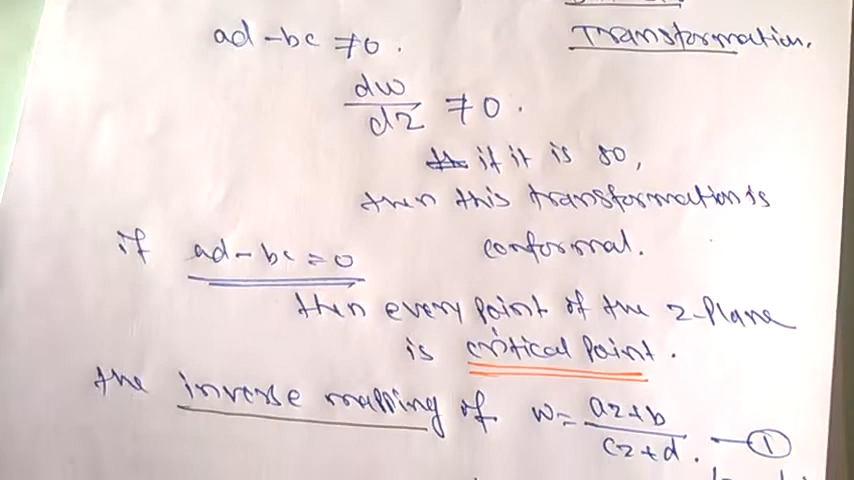 Transformation.
ad - bc ≠ 0.
dw/dz ≠ 0.
if it is so,
then this transformation is
conformal.
if ad - bc = 0
then every point of the z-plane
is critical point.
the inverse mapping of w = az+b/cz+d. — ①